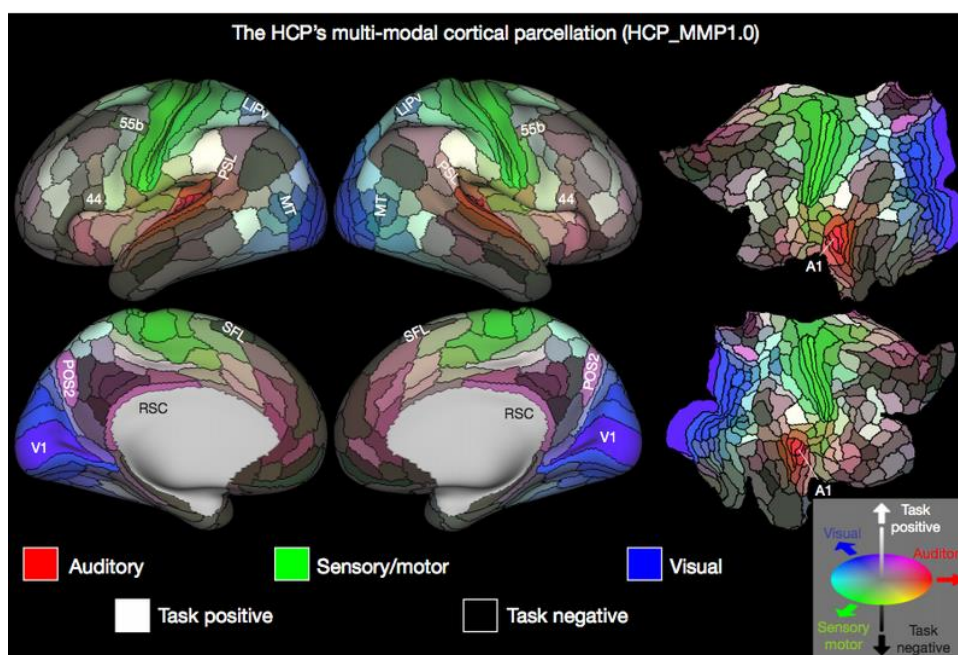 The HCP's multi-modal cortical parcellation (HCP_MMP1.0)
55b
LIPv
PSL
44
MT
LIPv
55b
PSL
44
MT
A1
SFL
POS2
RSC
V1
SFL
POS2
RSC
V1
A1
Task
positive
Visual
Auditory
Sensory
motor
Task
negative
Auditory
Sensory/motor
Visual
Task positive
Task negative